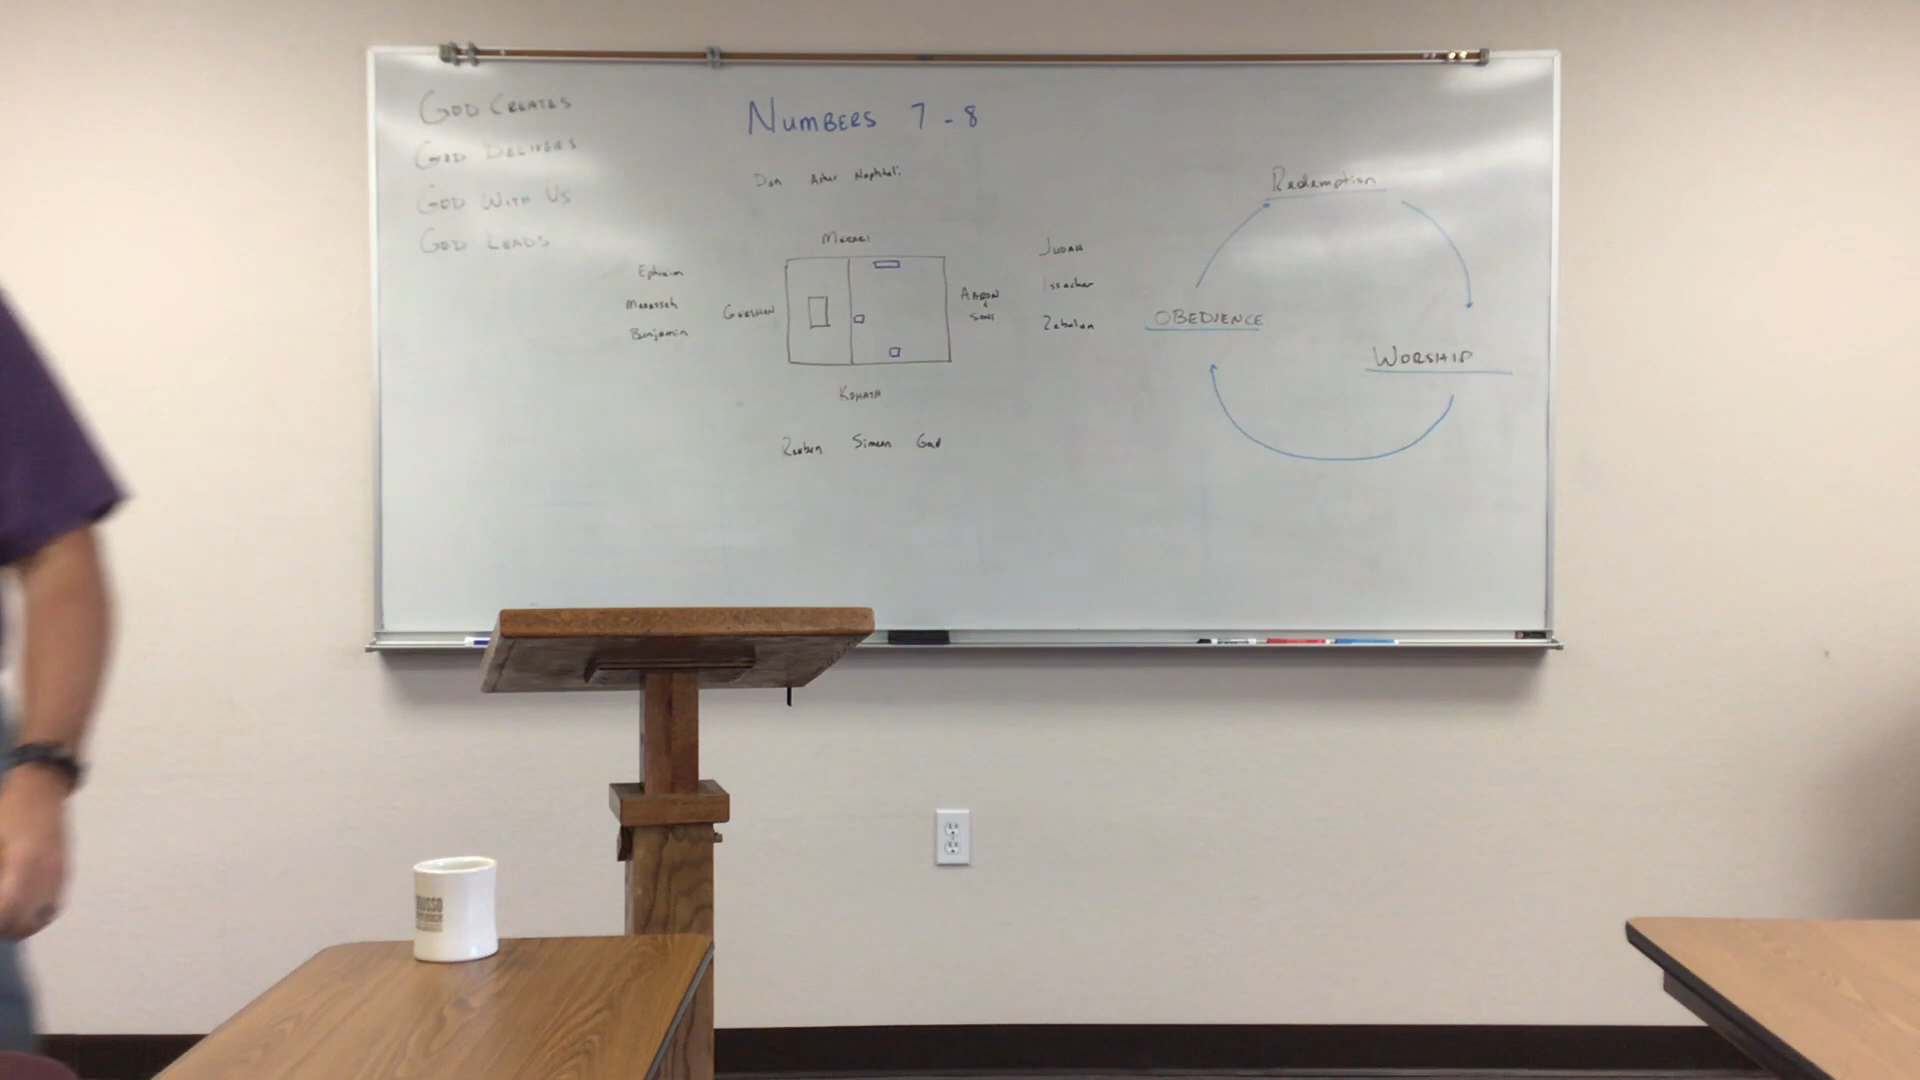 GOD CREATES
GOD DELIVERS
GOD WITH US
GOD LEADS
NUMBERS 7 - 8
Dan Asher Naphtali
MERARI
Ephraim
Manasseh
Benjamin
GERSHON
AARON
&
SONS
JUDAH
Issachar
Zebulun
KOHATH
Reuben Simeon Gad
Redemption
OBEDIENCE
WORSHIP